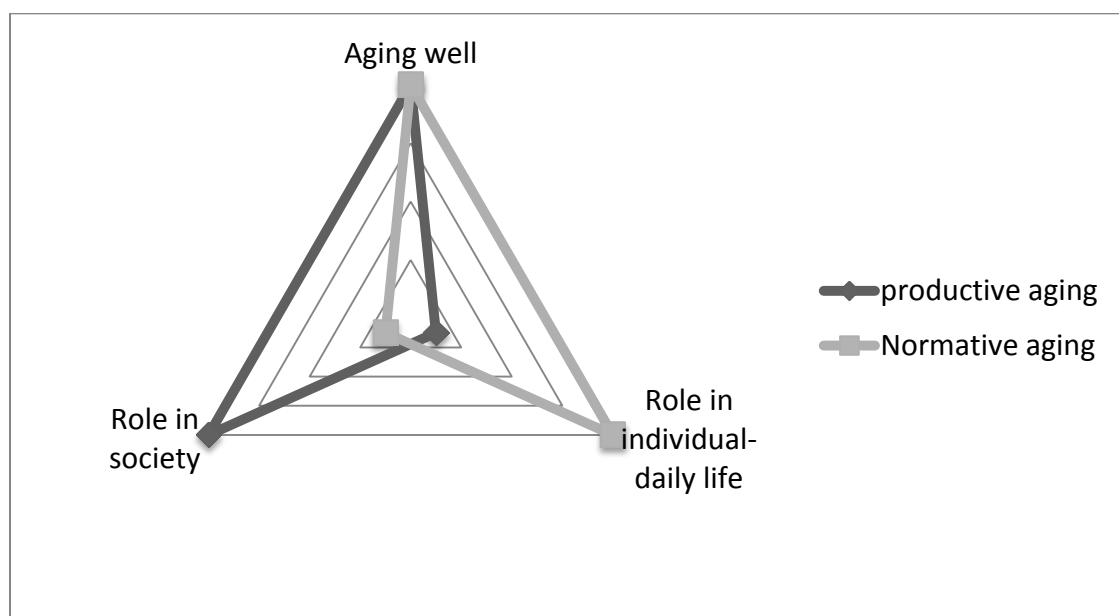 Aging well
productive aging
Normative aging
Role in
society
Role in
individual-
daily life